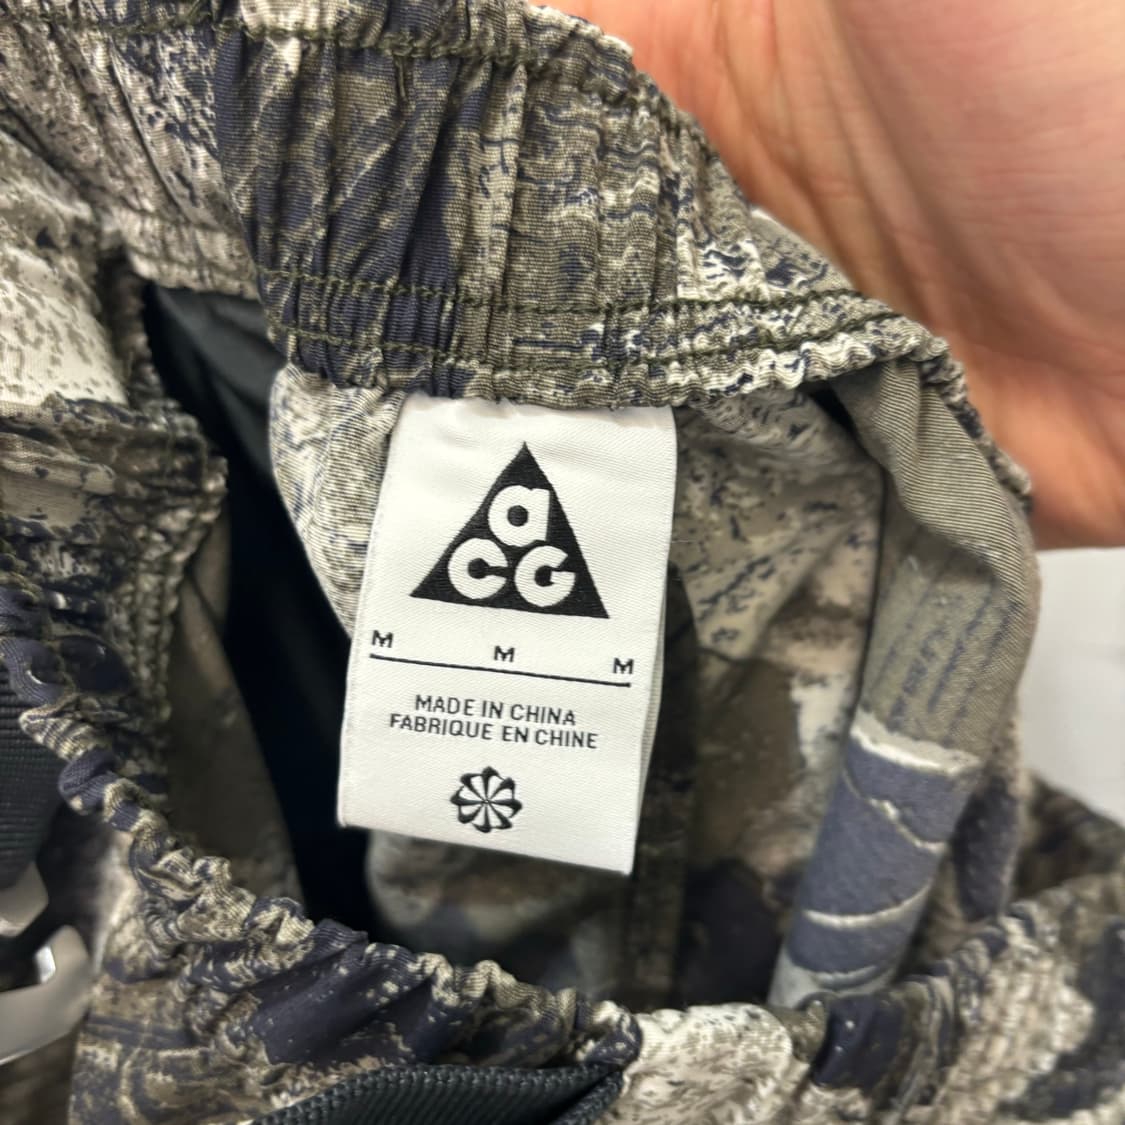 aCG
M M M
MADE IN CHINA
FABRIQUE EN CHINE